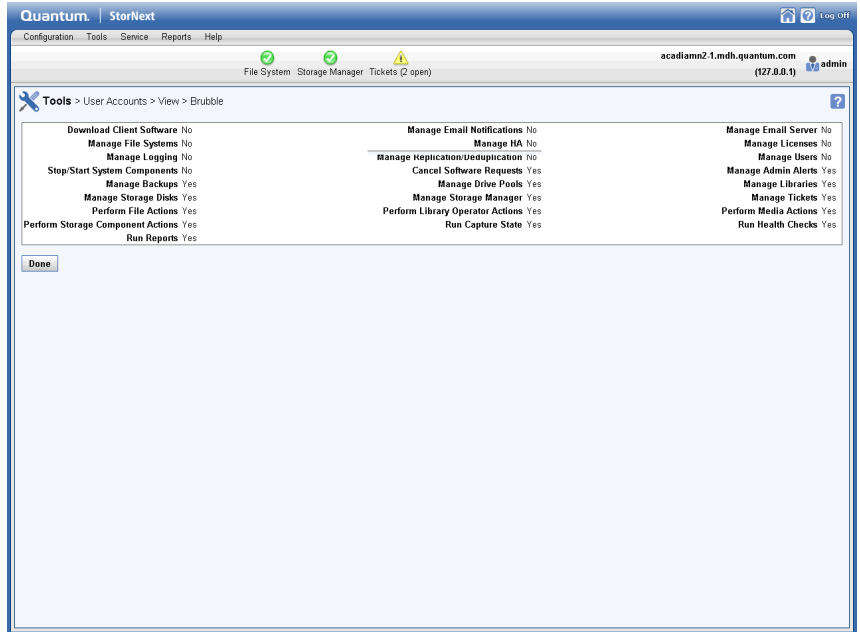 Quantum. | StorNext
Log Off
Configuration Tools Service Reports Help
File System Storage Manager Tickets (2 open)
acadiamn2-1.mdh.quantum.com
(127.0.0.1)
admin
Tools > User Accounts > View > Brubble
Download Client Software No Manage Email Notifications No Manage Email Server No
Manage File Systems No Manage HA No Manage Licenses No
Manage Logging No Manage Replication/Deduplication No Manage Users No
Stop/Start System Components No Cancel Software Requests Yes Manage Admin Alerts Yes
Manage Backups Yes Manage Drive Pools Yes Manage Libraries Yes
Manage Storage Disks Yes Manage Storage Manager Yes Manage Tickets Yes
Perform File Actions Yes Perform Library Operator Actions Yes Perform Media Actions Yes
Perform Storage Component Actions Yes Run Capture State Yes Run Health Checks Yes
Run Reports Yes
Done